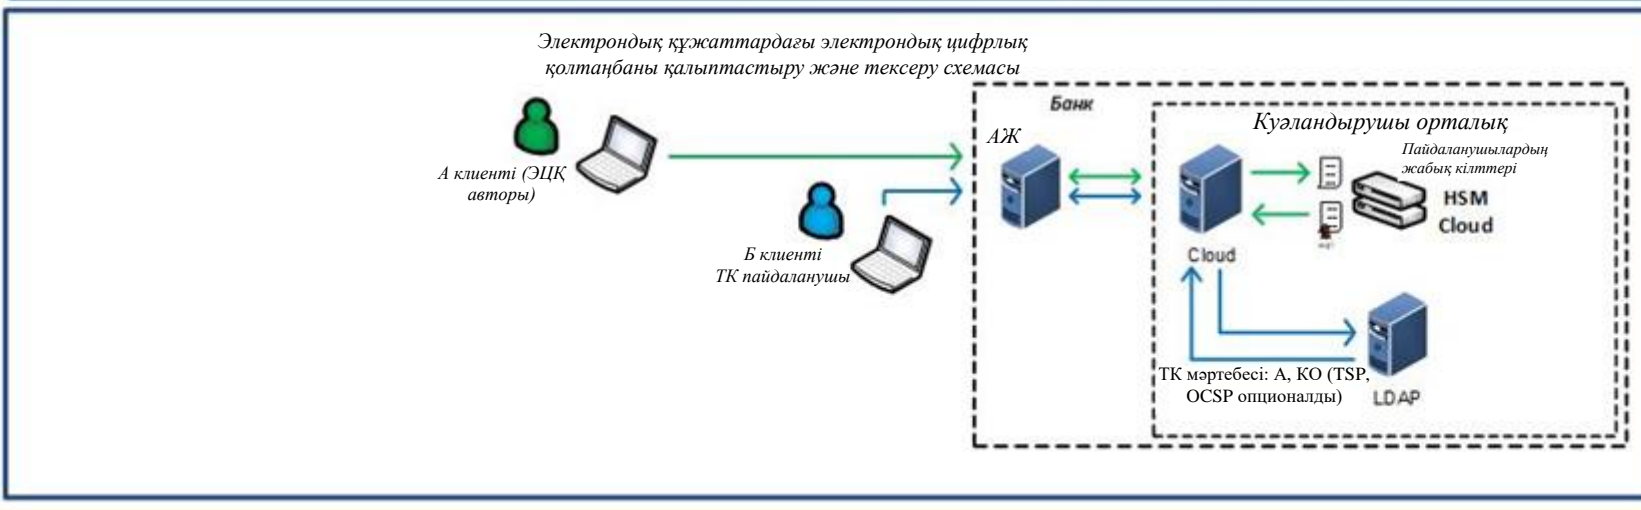 Электрондық құжаттардағы электрондық цифрлық
қолтаңбаны қалыптастыру және тексеру схемасы
А клиенті (ЭЦҚ
авторы)
Б клиенті
ТК пайдаланушы
Банк
АЖ
Куәландырушы орталық
Пайдаланушылардың
жабық кілттері
HSM
Cloud
Cloud
ТК мәртебесі: А, КО (TSP,
OCSP опционалды)
LDAP